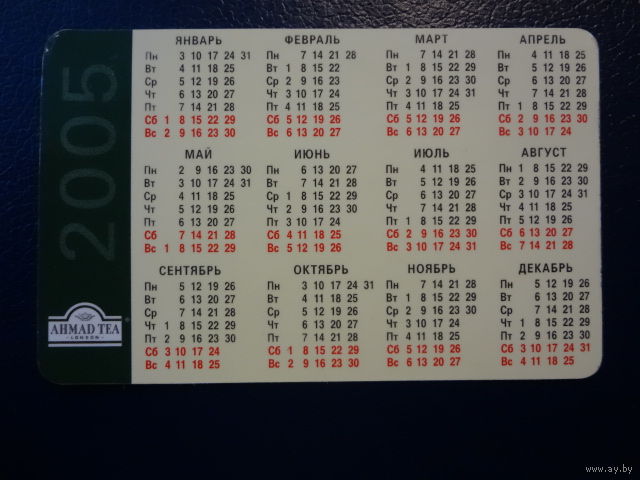 2005
ЯНВАРЬ ФЕВРАЛЬ МАРТ АПРЕЛЬ
Пн 3 10 17 24 31 Пн 7 14 21 28 Пн 7 14 21 28 Пн 4 11 18 25
Вт 4 11 18 25 Вт 1 8 15 22 Вт 1 8 15 22 29 Вт 5 12 19 26
Ср 5 12 19 26 Ср 2 9 16 23 Ср 2 9 16 23 30 Ср 6 13 20 27
Чт 6 13 20 27 Чт 3 10 17 24 Чт 3 10 17 24 31 Чт 7 14 21 28
Пт 7 14 21 28 Пт 4 11 18 25 Пт 4 11 18 25 Пт 1 8 15 22 29
Сб 1 8 15 22 29 Сб 5 12 19 26 Сб 5 12 19 26 Сб 2 9 16 23 30
Вс 2 9 16 23 30 Вс 6 13 20 27 Вс 6 13 20 27 Вс 3 10 17 24
МАЙ ИЮНЬ ИЮЛЬ АВГУСТ
Пн 2 9 16 23 30 Пн 6 13 20 27 Пн 4 11 18 25 Пн 1 8 15 22 29
Вт 3 10 17 24 31 Вт 7 14 21 28 Вт 5 12 19 26 Вт 2 9 16 23 30
Ср 4 11 18 25 Ср 1 8 15 22 29 Ср 6 13 20 27 Ср 3 10 17 24 31
Чт 5 12 19 26 Чт 2 9 16 23 30 Чт 7 14 21 28 Чт 4 11 18 25
Пт 6 13 20 27 Пт 3 10 17 24 Пт 1 8 15 22 29 Пт 5 12 19 26
Сб 7 14 21 28 Сб 4 11 18 25 Сб 2 9 16 23 30 Сб 6 13 20 27
Вс 1 8 15 22 29 Вс 5 12 19 26 Вс 3 10 17 24 31 Вс 7 14 21 28
СЕНТЯБРЬ ОКТЯБРЬ НОЯБРЬ ДЕКАБРЬ
Пн 5 12 19 26 Пн 3 10 17 24 31 Пн 7 14 21 28 Пн 5 12 19 26
Вт 6 13 20 27 Вт 4 11 18 25 Вт 1 8 15 22 29 Вт 6 13 20 27
Ср 7 14 21 28 Ср 5 12 19 26 Ср 2 9 16 23 30 Ср 7 14 21 28
Чт 1 8 15 22 29 Чт 6 13 20 27 Чт 3 10 17 24 Чт 1 8 15 22 29
Пт 2 9 16 23 30 Пт 7 14 21 28 Пт 4 11 18 25 Пт 2 9 16 23 30
Сб 3 10 17 24 Сб 1 8 15 22 29 Сб 5 12 19 26 Сб 3 10 17 24 31
Вс 4 11 18 25 Вс 2 9 16 23 30 Вс 6 13 20 27 Вс 4 11 18 25
AHMAD TEA
LONDON
www.ay.by